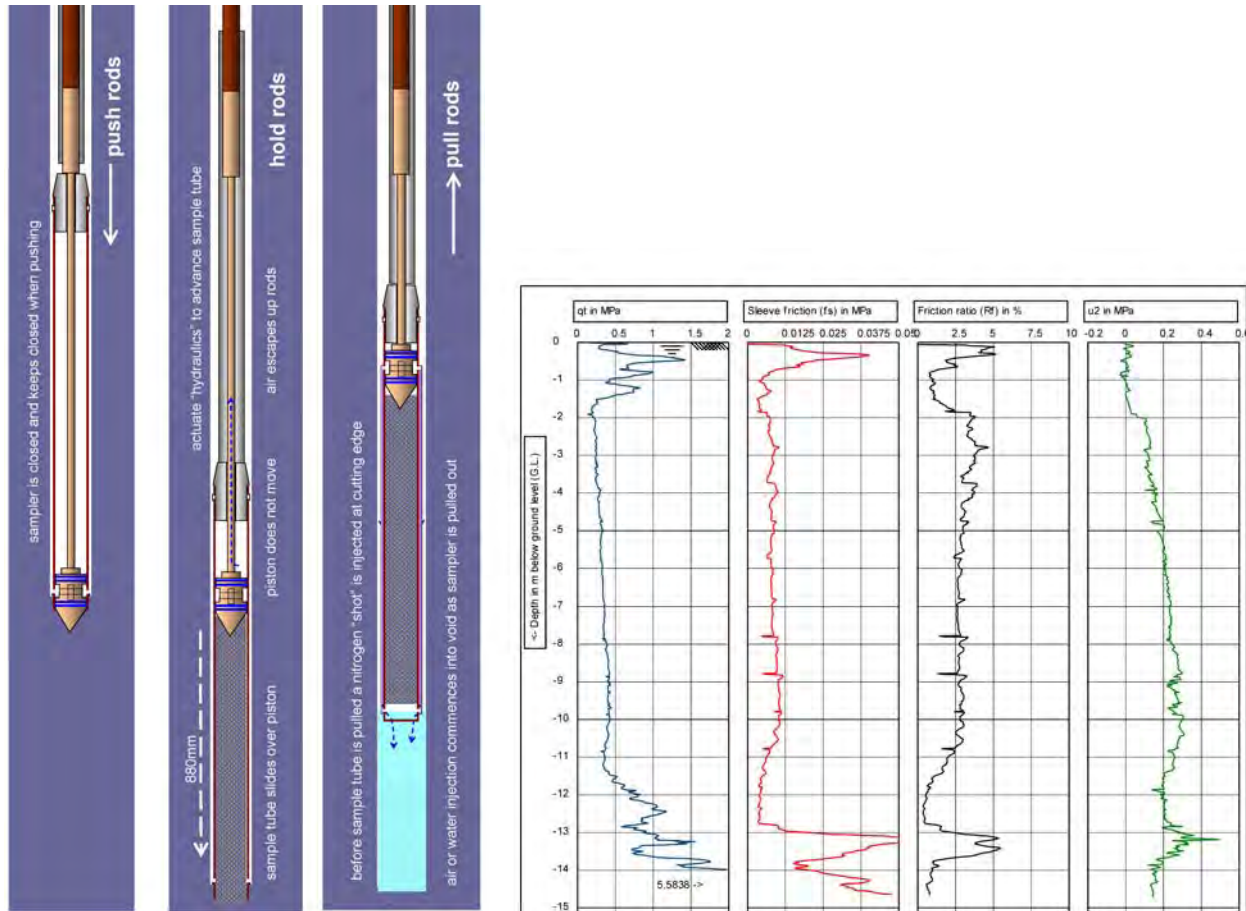 sampler is closed and keeps closed when pushing
push rods
actuate "hydraulics" to advance sample tube
hold rods
air escapes up rods
piston does not move
880mm
sample tube slides over piston
pull rods
before sample tube is pulled a nitrogen "shot" is injected at cutting edge
air or water injection commences into void as sampler is pulled out
qt in MPa
0 0.5 1 1.5 2
Sleeve friction (fs) in MPa
0 0.0125 0.025 0.0375 0.05
Friction ratio (Rf) in %
0 2.5 5 7.5 10
u2 in MPa
-0.2 0 0.2 0.4 0.6
<- Depth in m below ground level (G.L.)
0
-1
-2
-3
-4
-5
-6
-7
-8
-9
-10
-11
-12
-13
-14
-15
5.5838 ->